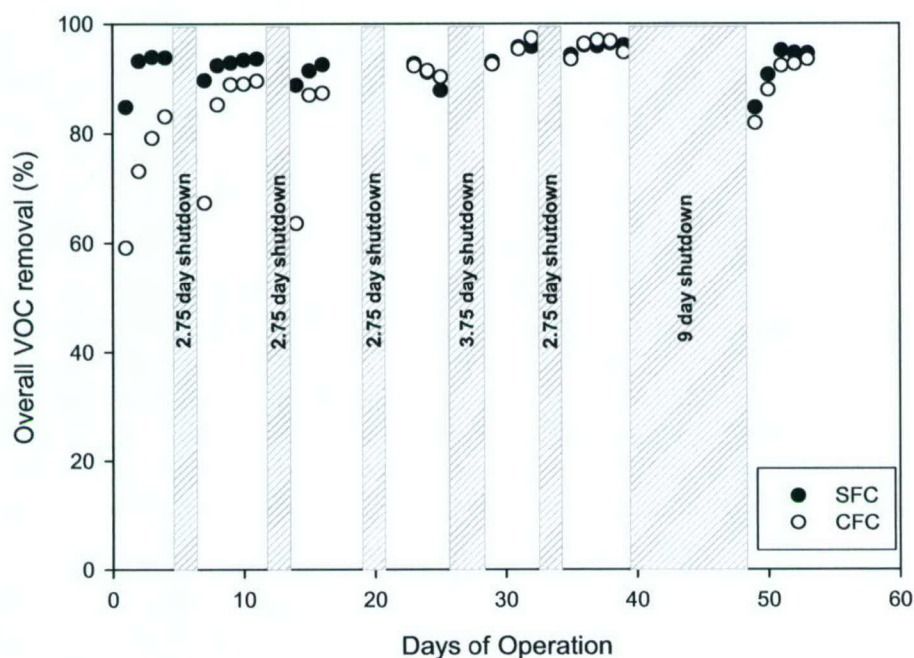 Overall VOC removal (%)
100
80
60
40
20
0
2.75 day shutdown
2.75 day shutdown
2.75 day shutdown
3.75 day shutdown
2.75 day shutdown
9 day shutdown
SFC
CFC
0 10 20 30 40 50 60
Days of Operation